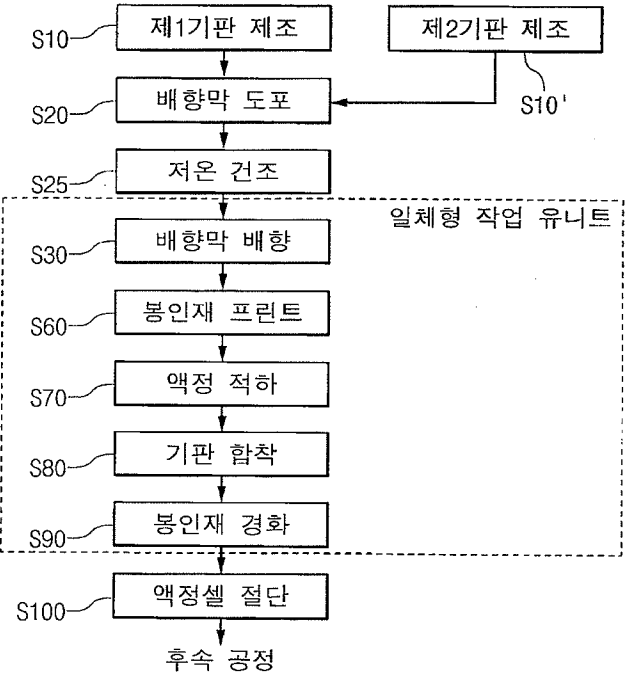 S10 제1기판 제조 제2기판 제조
S10'
S20 배향막 도포
S25 저온 건조
일체형 작업 유니트
S30 배향막 배향
S60 봉인재 프린트
S70 액정 적하
S80 기판 합착
S90 봉인재 경화
S100 액정셀 절단
후속 공정